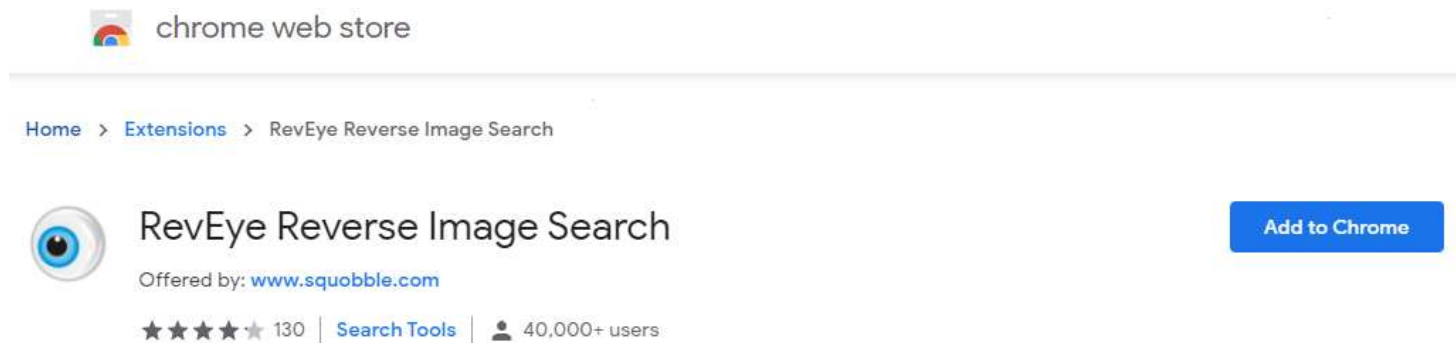 chrome web store
Home > Extensions > RevEye Reverse Image Search
RevEye Reverse Image Search
Add to Chrome
Offered by: www.squobble.com
130 | Search Tools | 40,000+ users